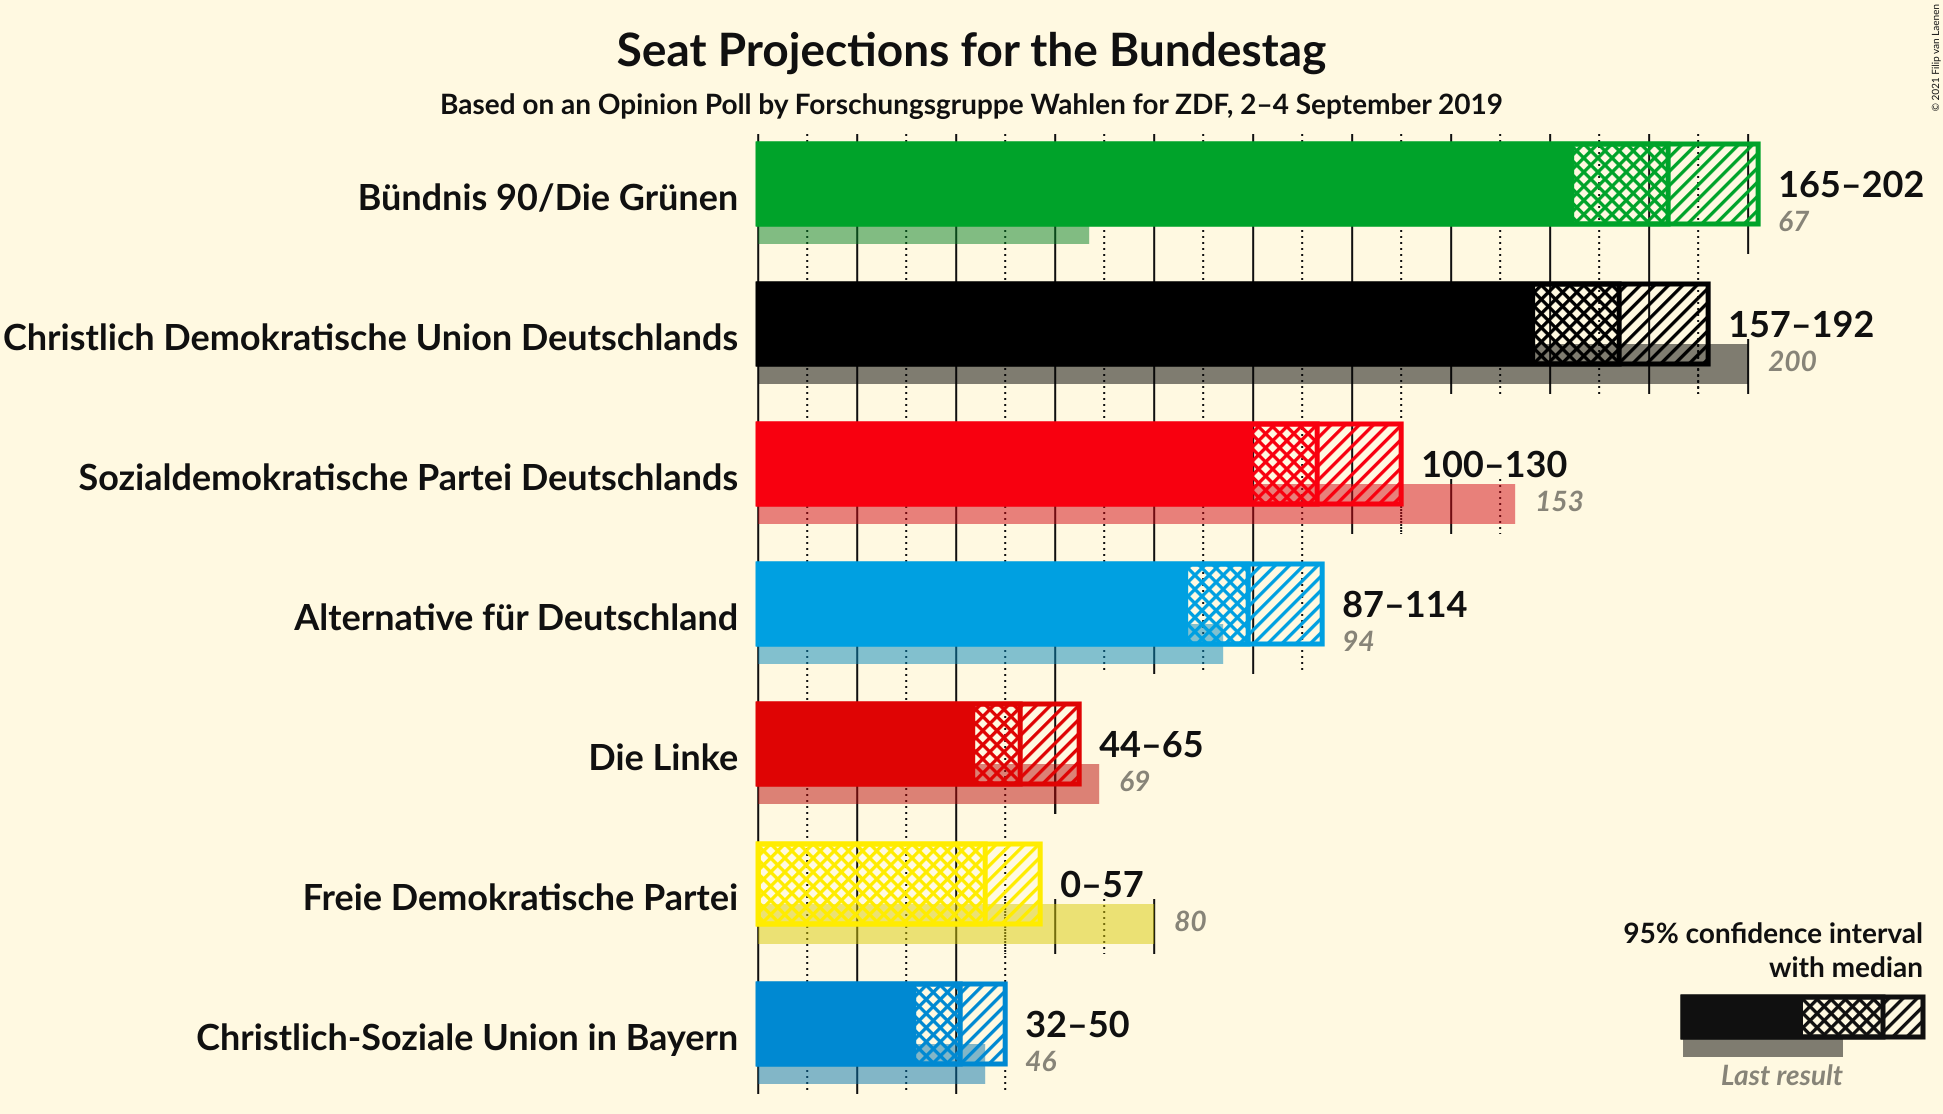 Seat Projections for the Bundestag
Based on an Opinion Poll by Forschungsgruppe Wahlen for ZDF, 2–4 September 2019
© 2021 Filip van Laenen
Bündnis 90/Die Grünen
165–202
67
Christlich Demokratische Union Deutschlands
157–192
200
Sozialdemokratische Partei Deutschlands
100–130
153
Alternative für Deutschland
87–114
94
Die Linke
44–65
69
Freie Demokratische Partei
0–57
80
Christlich-Soziale Union in Bayern
32–50
46
95% confidence interval
with median
Last result